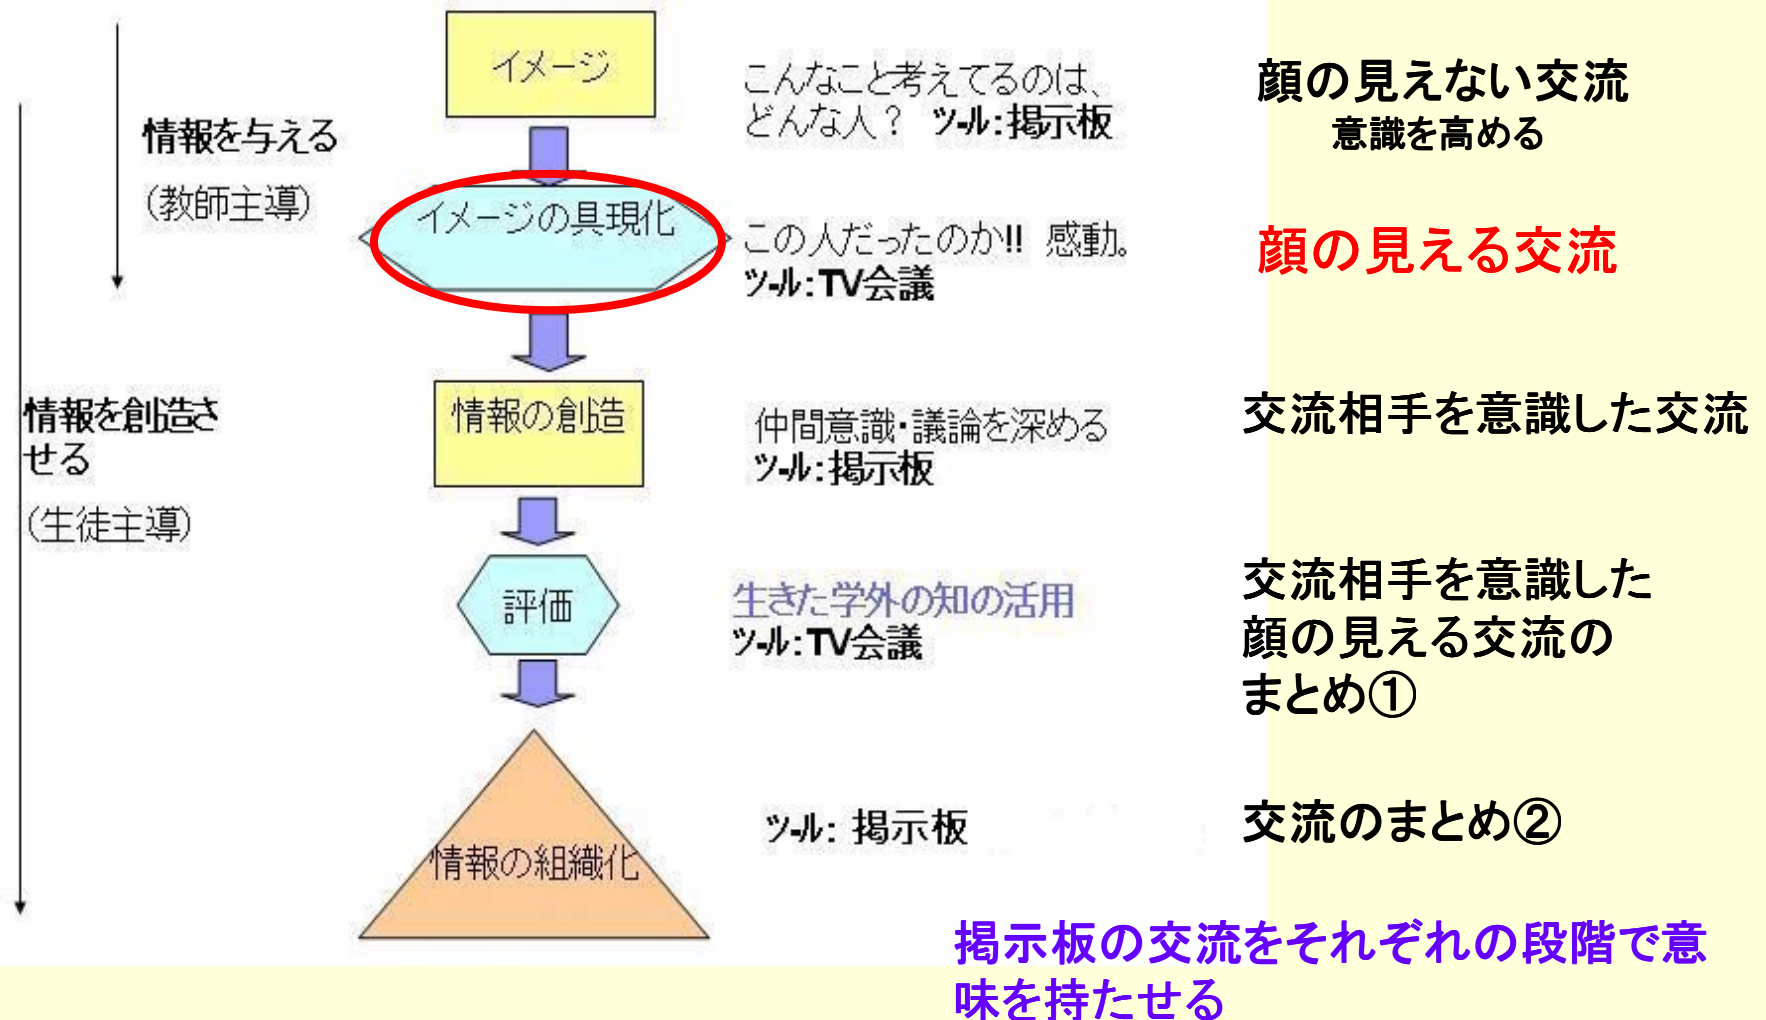 イメージ
こんなこと考えてるのは、
どんな人？ ツール：掲示板
顔の見えない交流
意識を高める
情報を与える
（教師主導）
イメージの具現化
この人だったのか!! 感動。
ツール：TV会議
顔の見える交流
情報を創造さ
せる
（生徒主導）
情報の創造
仲間意識・議論を深める
ツール：掲示板
交流相手を意識した交流
評価
生きた学外の知の活用
ツール：TV会議
交流相手を意識した
顔の見える交流の
まとめ①
情報の組織化
ツール： 掲示板
交流のまとめ②
掲示板の交流をそれぞれの段階で意
味を持たせる